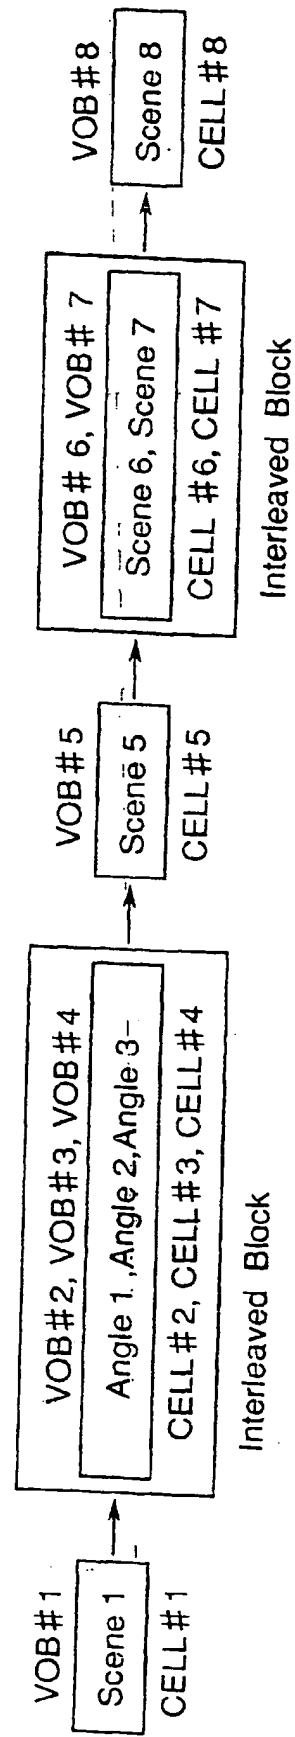 VOB#1
Scene 1
CELL#1
VOB#2, VOB#3, VOB#4
Angle 1, Angle 2, Angle 3
CELL#2, CELL#3, CELL#4
Interleaved Block
VOB#5
Scene 5
CELL#5
VOB# 6, VOB# 7
Scene 6, Scene 7
CELL #6, CELL #7
Interleaved Block
VOB#8
Scene 8
CELL#8